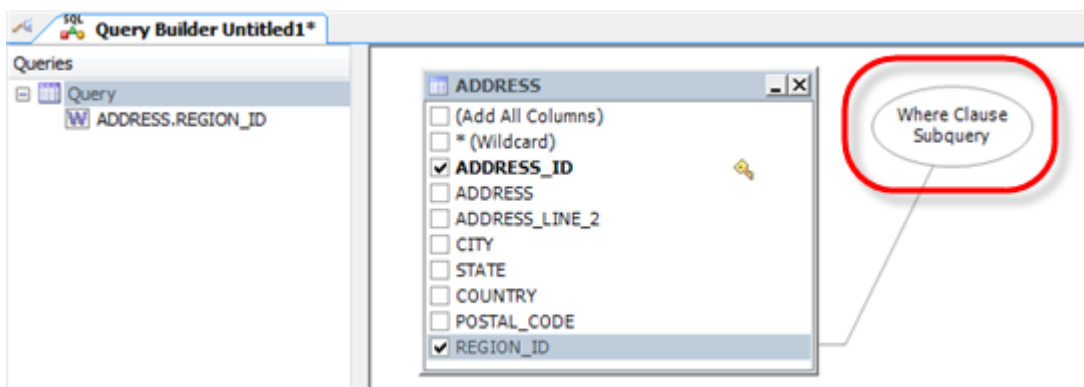 SQL
Query Builder Untitled1*
Queries
Query
W ADDRESS.REGION_ID
ADDRESS
(Add All Columns)
* (Wildcard)
ADDRESS_ID
ADDRESS
ADDRESS_LINE_2
CITY
STATE
COUNTRY
POSTAL_CODE
REGION_ID
Where Clause
Subquery